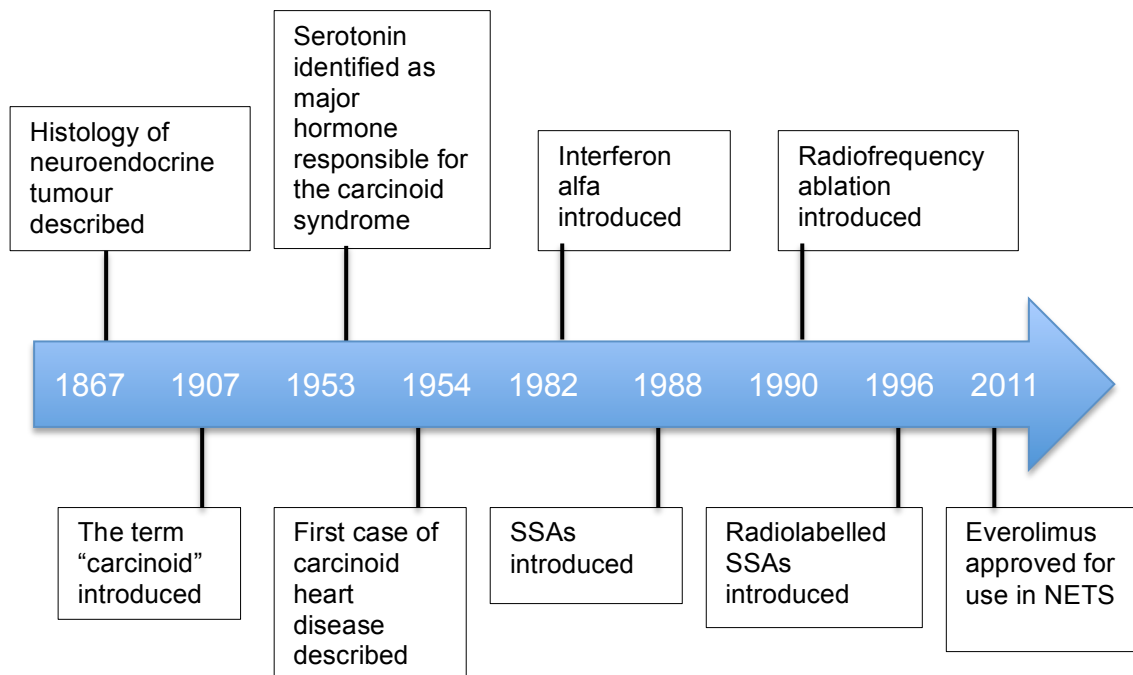 Histology of
neuroendocrine
tumour
described
Serotonin
identified as
major
hormone
responsible for
the carcinoid
syndrome
Interferon
alfa
introduced
Radiofrequency
ablation
introduced
1867 1907 1953 1954 1982 1988 1990 1996 2011
The term
“carcinoid”
introduced
First case of
carcinoid
heart
disease
described
SSAs
introduced
Radiolabelled
SSAs
introduced
Everolimus
approved for
use in NETS